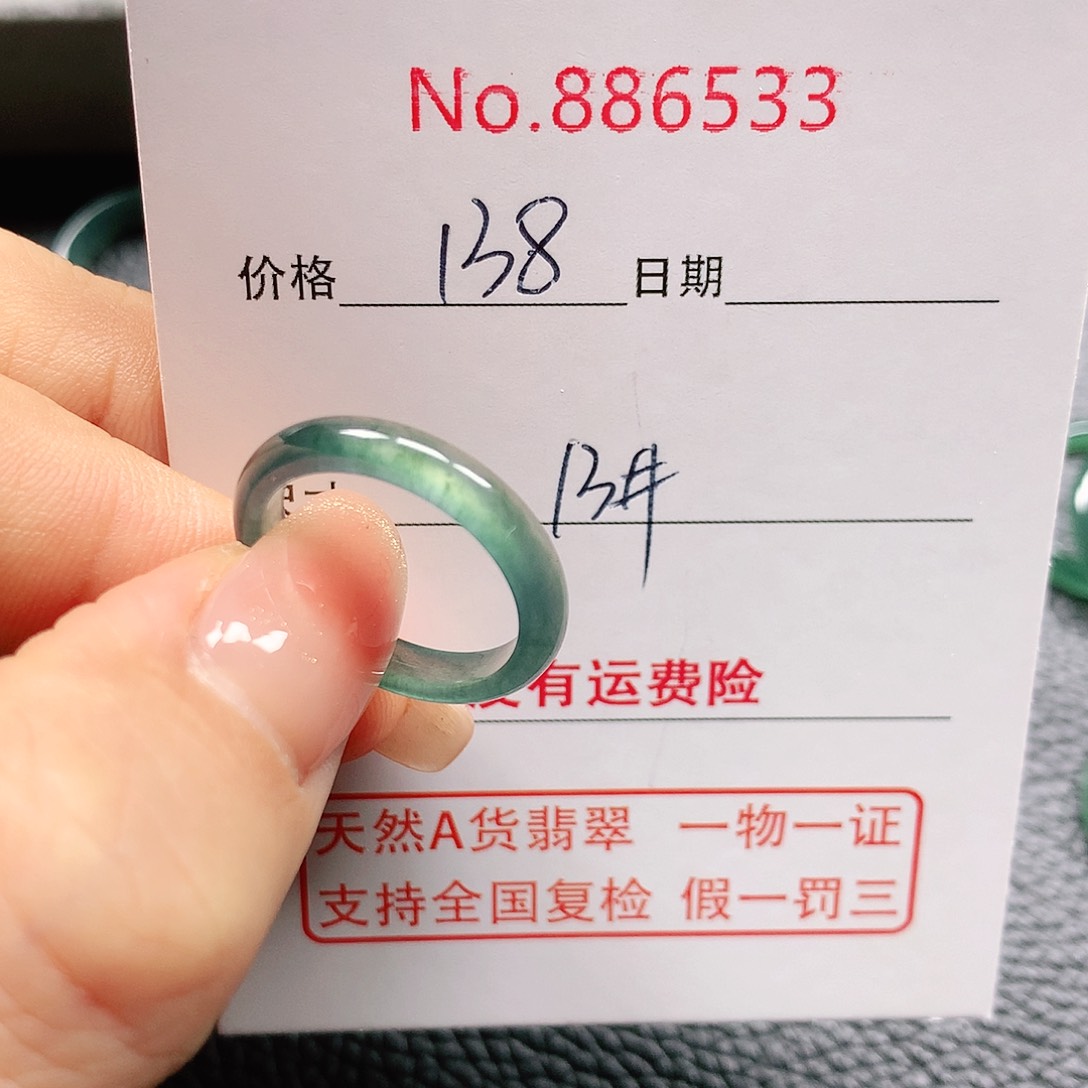 No.886533
价格 138 日期
13#
有运费险
天然A货翡翠 一物一证
支持全国复检 假一罚三